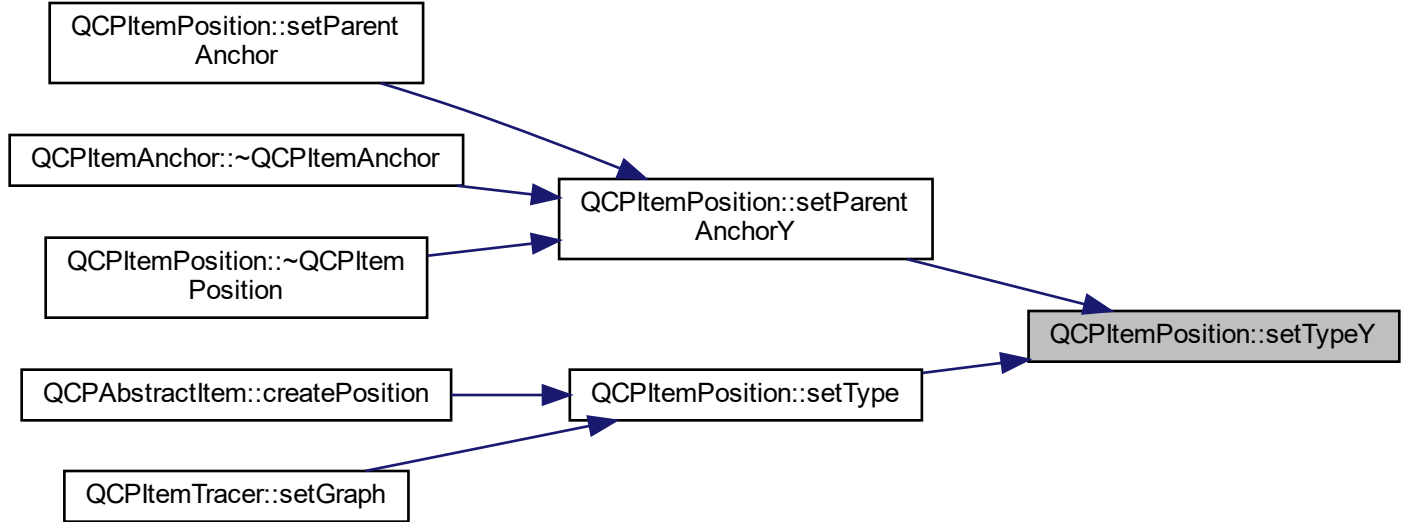 QCPItemPosition::setParent
Anchor
QCPItemAnchor::~QCPItemAnchor
QCPItemPosition::setParent
AnchorY
QCPItemPosition::~QCPItem
Position
QCPItemPosition::setTypeY
QCPAbstractItem::createPosition
QCPItemPosition::setType
QCPItemTracer::setGraph